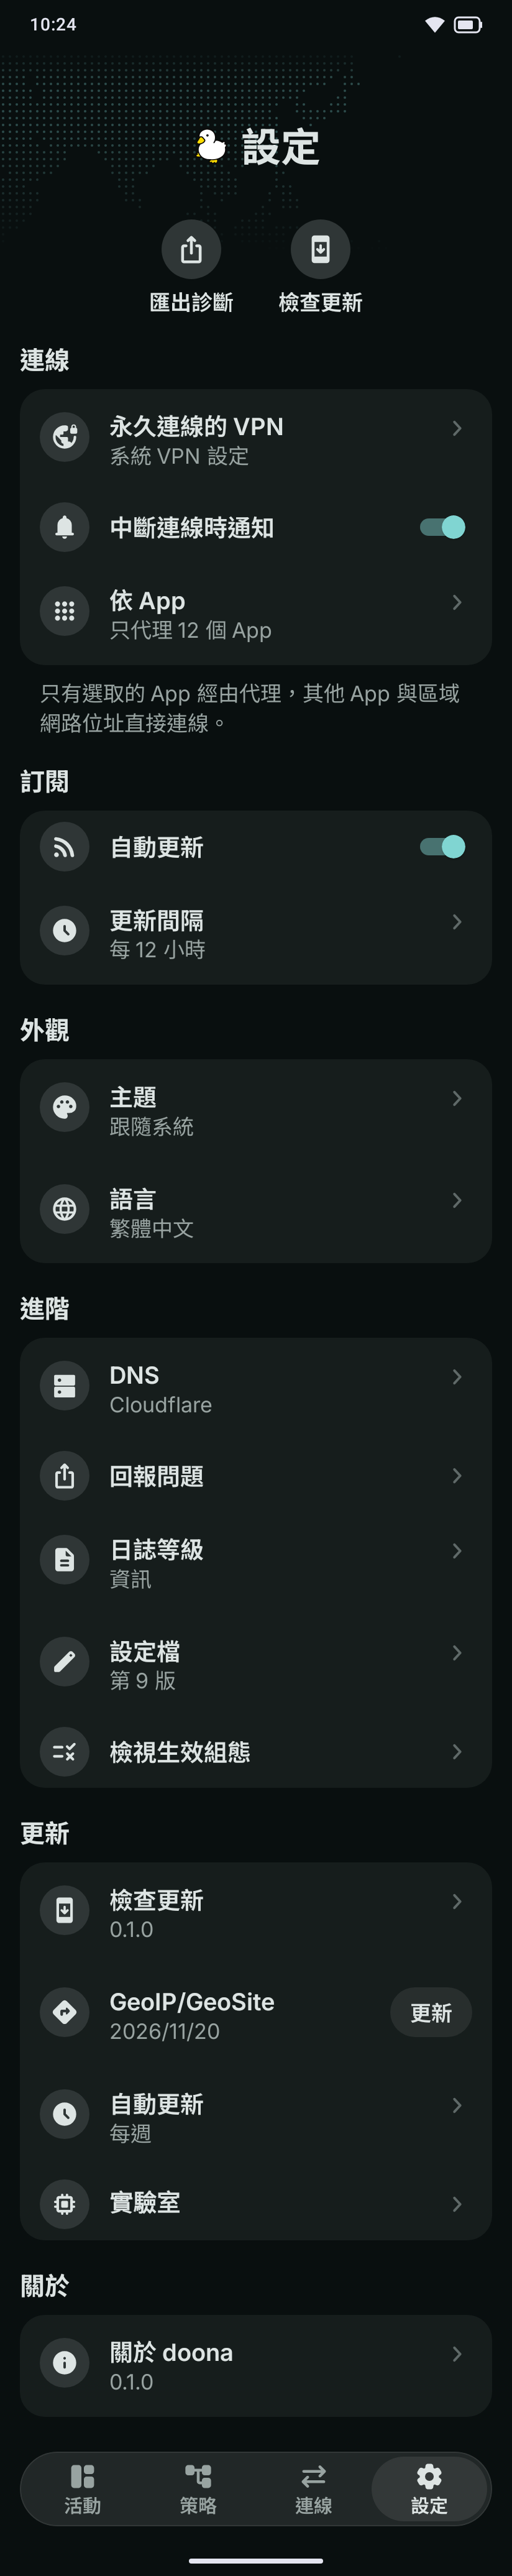 10:24
設定
匯出診斷
檢查更新
連線
永久連線的 VPN
系統 VPN 設定
中斷連線時通知
依 App
只代理 12 個 App
只有選取的 App 經由代理，其他 App 與區域
網路位址直接連線。
訂閱
自動更新
更新間隔
每 12 小時
外觀
主題
跟隨系統
語言
繁體中文
進階
DNS
Cloudflare
回報問題
日誌等級
資訊
設定檔
第 9 版
檢視生效組態
更新
檢查更新
0.1.0
GeoIP/GeoSite
2026/11/20
更新
自動更新
每週
實驗室
關於
關於 doona
0.1.0
活動
策略
連線
設定